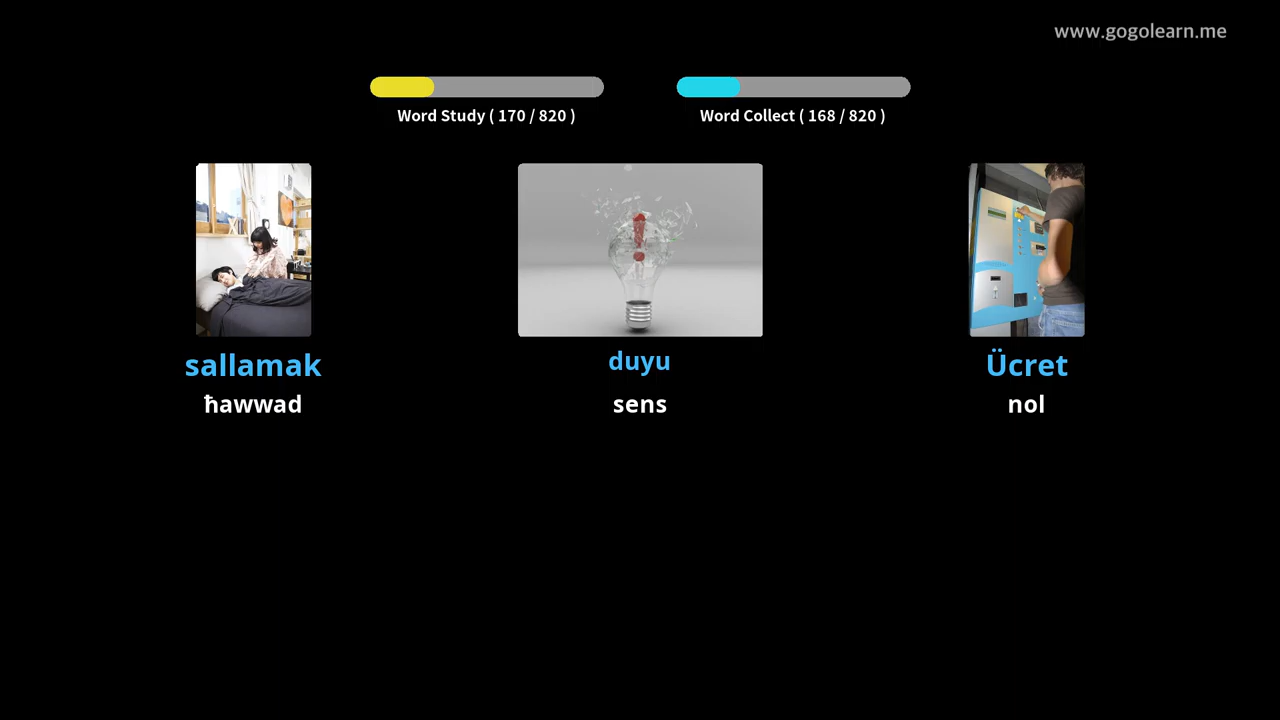 www.gogolearn.me
Word Study ( 170 / 820 )
Word Collect ( 168 / 820 )
sallamak
ħawwad
duyu
sens
Ücret
nol